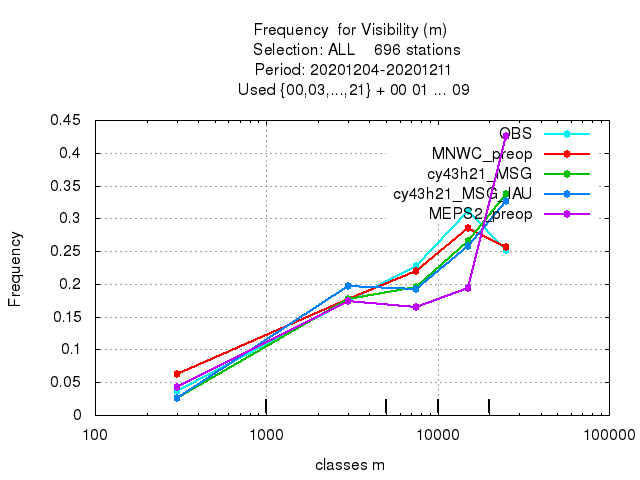 Frequency  for Visibility (m)
Selection: ALL    696 stations
Period: 20201204-20201211
Used {00,03,...,21} + 00 01 ... 09
0.45
0.4
0.35
0.3
0.25
0.2
0.15
0.1
0.05
0
Frequency
OBS
MNWC_preop
cy43h21_MSG
cy43h21_MSG_IAU
MEPS2_preop
100
1000
10000
100000
classes m